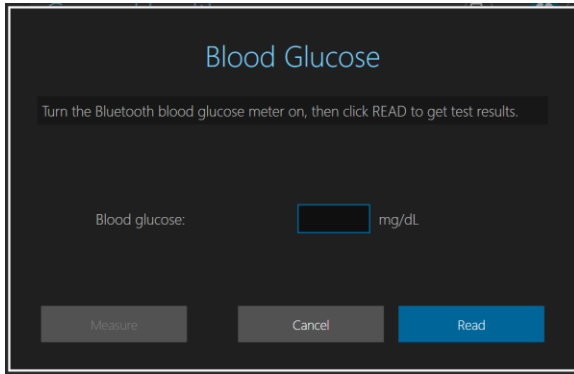 Blood Glucose
Turn the Bluetooth blood glucose meter on, then click READ to get test results.
Blood glucose:
mg/dL
Measure
Cancel
Read